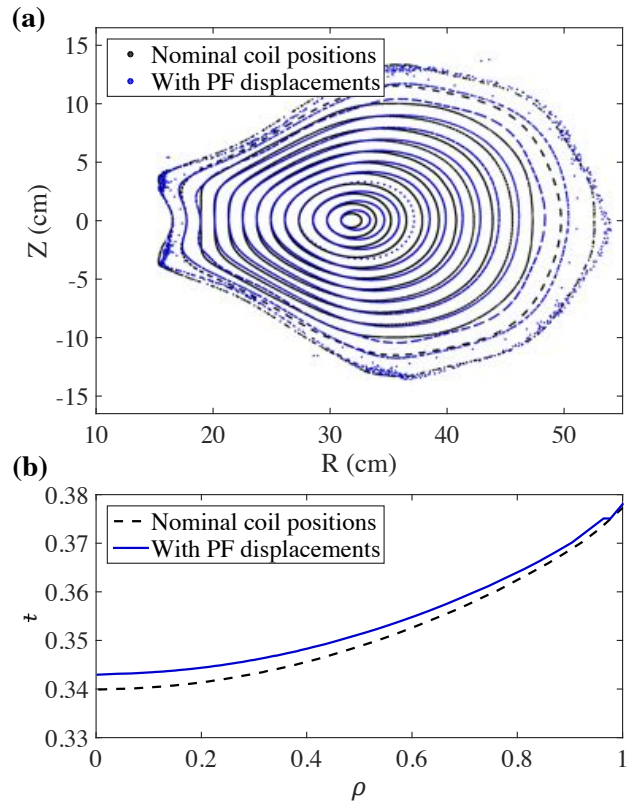 (a)
15
10
5
0
-5
-10
-15
Z (cm)
Nominal coil positions
With PF displacements
10
20
30
40
50
R (cm)
(b)
0.38
0.37
0.36
0.35
0.34
0.33
ƭ
Nominal coil positions
With PF displacements
0
0.2
0.4
0.6
0.8
1
ρ